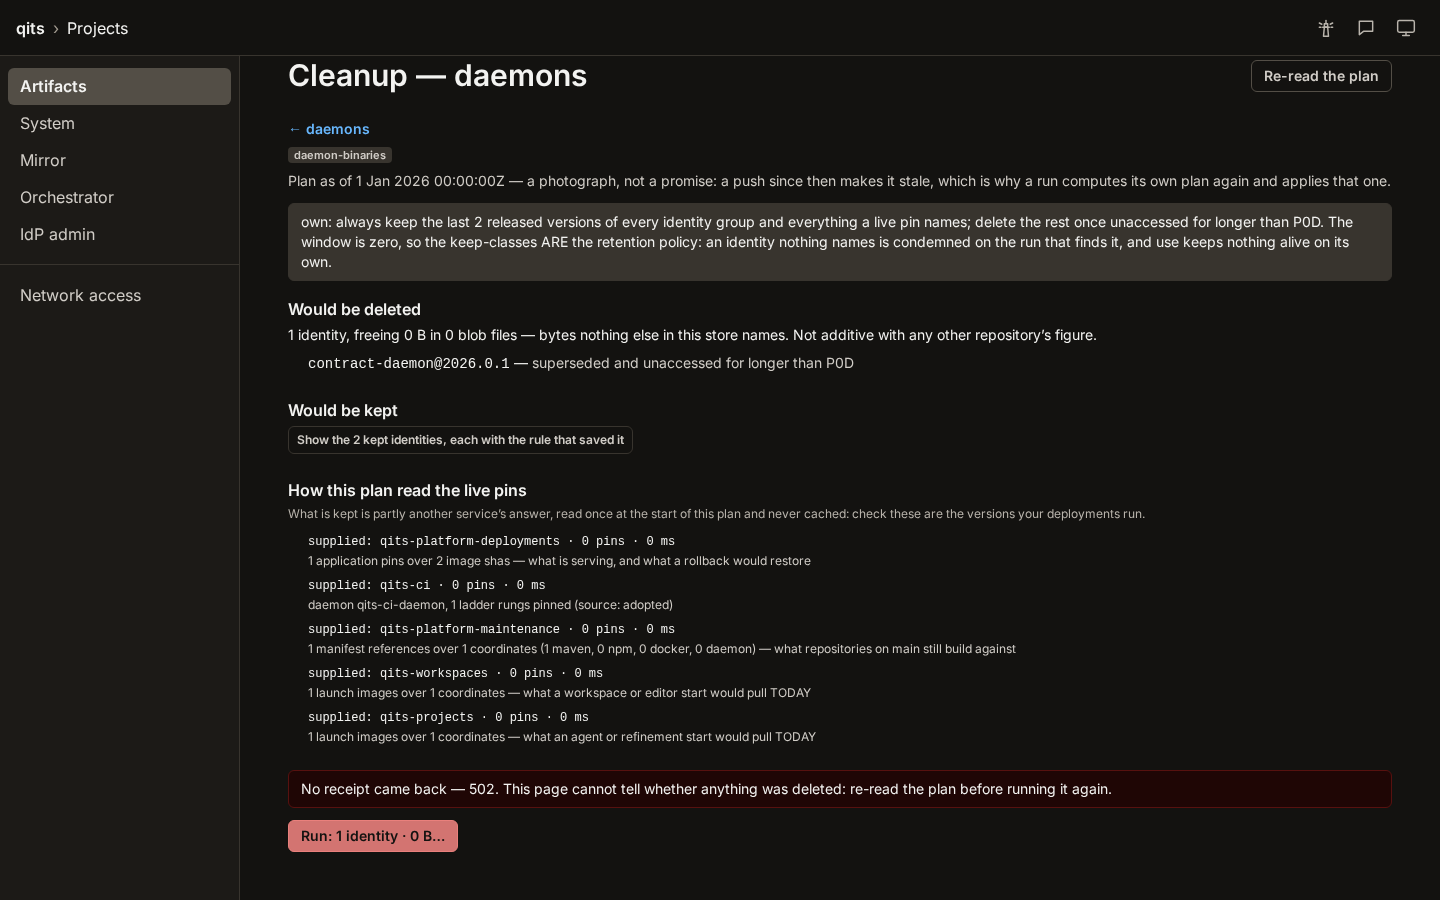 qits › Projects
Artifacts
System
Mirror
Orchestrator
IdP admin
Network access
Cleanup — daemons
Re-read the plan
← daemons
daemon-binaries
Plan as of 1 Jan 2026 00:00:00Z — a photograph, not a promise: a push since then makes it stale, which is why a run computes its own plan again and applies that one.
own: always keep the last 2 released versions of every identity group and everything a live pin names; delete the rest once unaccessed for longer than P0D. The
window is zero, so the keep-classes ARE the retention policy: an identity nothing names is condemned on the run that finds it, and use keeps nothing alive on its
own.
Would be deleted
1 identity, freeing 0 B in 0 blob files — bytes nothing else in this store names. Not additive with any other repository’s figure.
contract-daemon@2026.0.1 — superseded and unaccessed for longer than P0D
Would be kept
Show the 2 kept identities, each with the rule that saved it
How this plan read the live pins
What is kept is partly another service’s answer, read once at the start of this plan and never cached: check these are the versions your deployments run.
supplied: qits-platform-deployments · 0 pins · 0 ms
1 application pins over 2 image shas — what is serving, and what a rollback would restore
supplied: qits-ci · 0 pins · 0 ms
daemon qits-ci-daemon, 1 ladder rungs pinned (source: adopted)
supplied: qits-platform-maintenance · 0 pins · 0 ms
1 manifest references over 1 coordinates (1 maven, 0 npm, 0 docker, 0 daemon) — what repositories on main still build against
supplied: qits-workspaces · 0 pins · 0 ms
1 launch images over 1 coordinates — what a workspace or editor start would pull TODAY
supplied: qits-projects · 0 pins · 0 ms
1 launch images over 1 coordinates — what an agent or refinement start would pull TODAY
No receipt came back — 502. This page cannot tell whether anything was deleted: re-read the plan before running it again.
Run: 1 identity · 0 B…